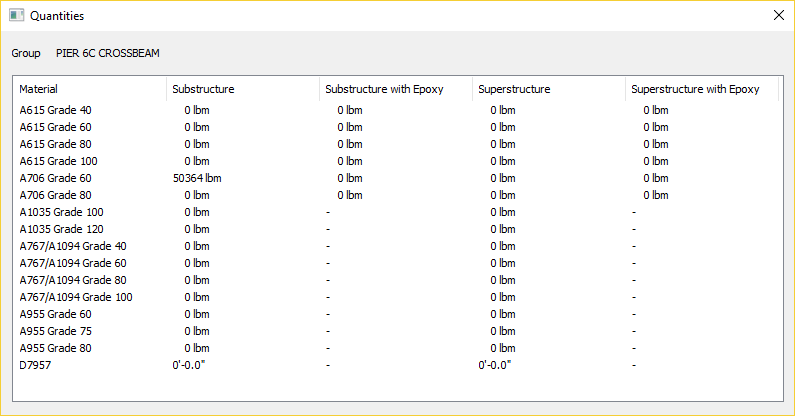 Quantities
Group PIER 6C CROSSBEAM
Material Substructure Substructure with Epoxy Superstructure Superstructure with Epoxy
A615 Grade 40 0 lbm 0 lbm 0 lbm 0 lbm
A615 Grade 60 0 lbm 0 lbm 0 lbm 0 lbm
A615 Grade 80 0 lbm 0 lbm 0 lbm 0 lbm
A615 Grade 100 0 lbm 0 lbm 0 lbm 0 lbm
A706 Grade 60 50364 lbm 0 lbm 0 lbm 0 lbm
A706 Grade 80 0 lbm 0 lbm 0 lbm 0 lbm
A1035 Grade 100 0 lbm - 0 lbm -
A1035 Grade 120 0 lbm - 0 lbm -
A767/A1094 Grade 40 0 lbm - 0 lbm -
A767/A1094 Grade 60 0 lbm - 0 lbm -
A767/A1094 Grade 80 0 lbm - 0 lbm -
A767/A1094 Grade 100 0 lbm - 0 lbm -
A955 Grade 60 0 lbm - 0 lbm -
A955 Grade 75 0 lbm - 0 lbm -
A955 Grade 80 0 lbm - 0 lbm -
D7957 0'-0.0" - 0'-0.0" -